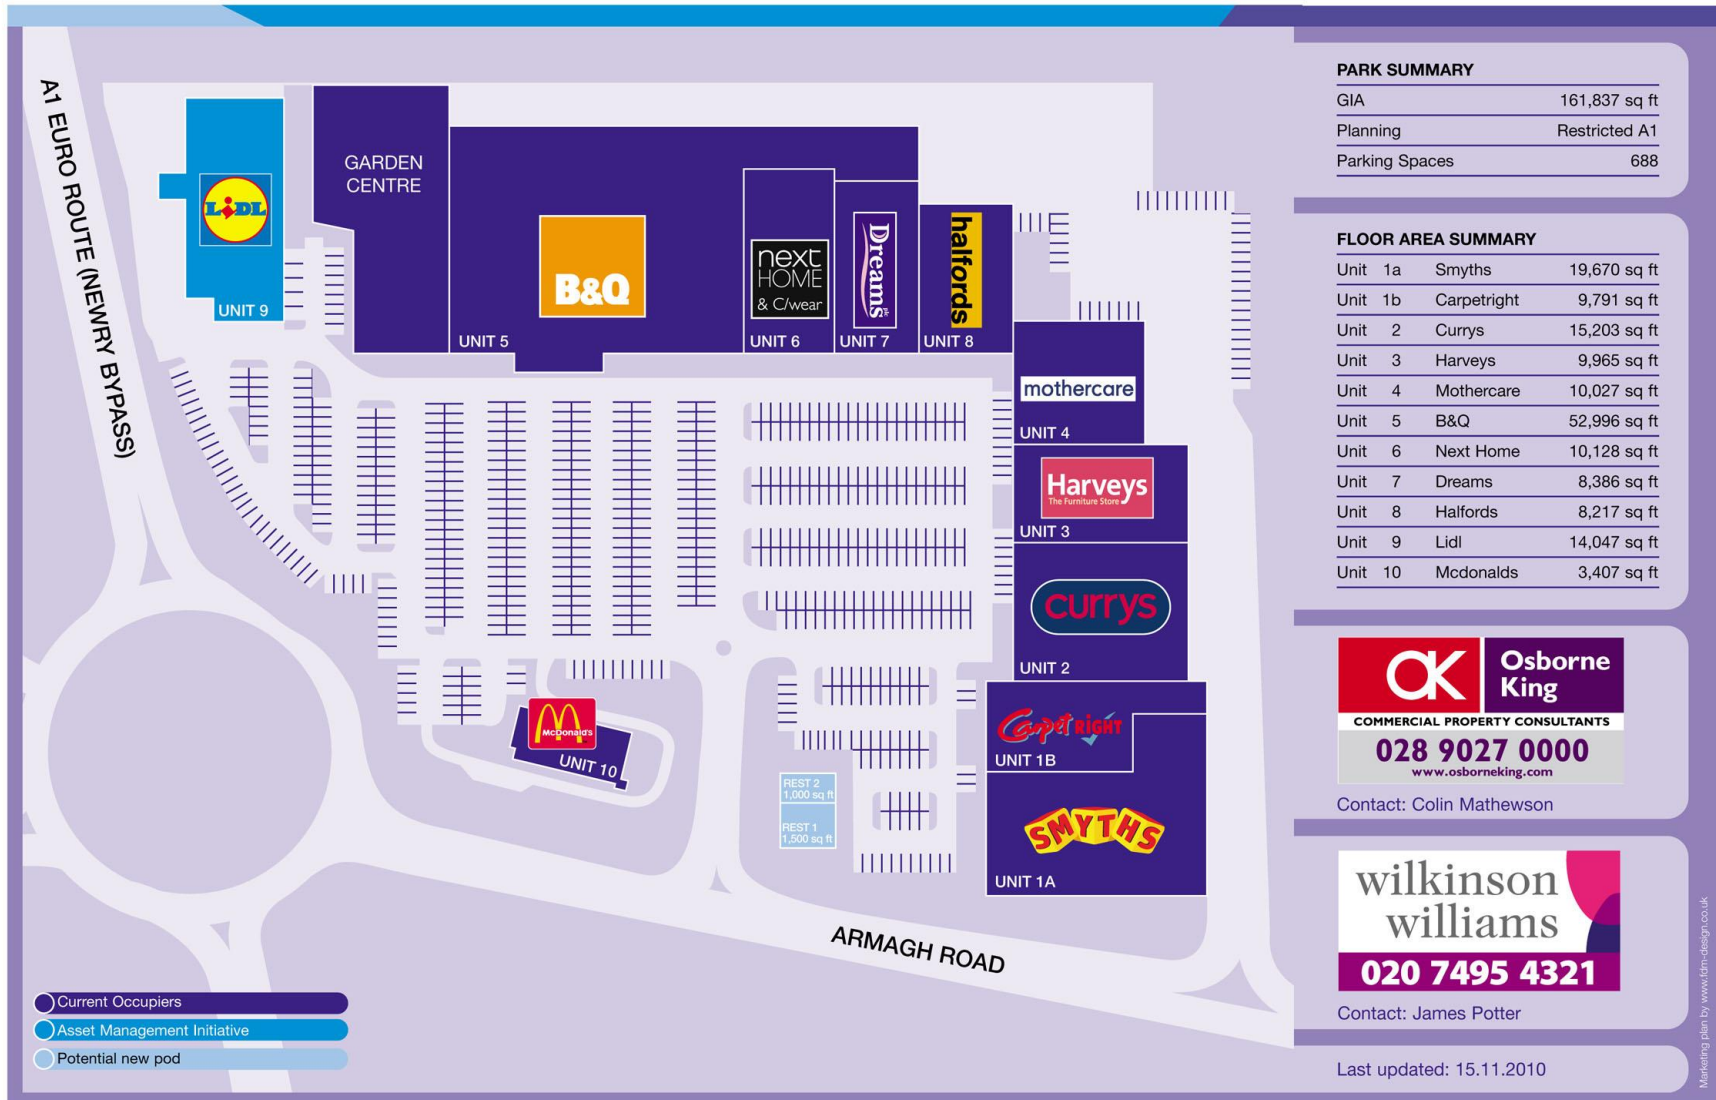 A1 EURO ROUTE (NEWRY BYPASS)
LIDL
UNIT 9
GARDEN
CENTRE
B&Q
UNIT 5
next
HOME
& C/wear
UNIT 6
Dreams plc
UNIT 7
halfords
UNIT 8
mothercare
UNIT 4
Harveys
The Furniture Store
UNIT 3
currys
UNIT 2
Carpet RIGHT
UNIT 1B
SMYTHS
UNIT 1A
McDonald's
UNIT 10
REST 2
1,000 sq ft
REST 1
1,500 sq ft
ARMAGH ROAD
Current Occupiers
Asset Management Initiative
Potential new pod
PARK SUMMARY
GIA 161,837 sq ft
Planning Restricted A1
Parking Spaces 688
FLOOR AREA SUMMARY
Unit 1a Smyths 19,670 sq ft
Unit 1b Carpetright 9,791 sq ft
Unit 2 Currys 15,203 sq ft
Unit 3 Harveys 9,965 sq ft
Unit 4 Mothercare 10,027 sq ft
Unit 5 B&Q 52,996 sq ft
Unit 6 Next Home 10,128 sq ft
Unit 7 Dreams 8,386 sq ft
Unit 8 Halfords 8,217 sq ft
Unit 9 Lidl 14,047 sq ft
Unit 10 Mcdonalds 3,407 sq ft
OK
Osborne
King
COMMERCIAL PROPERTY CONSULTANTS
028 9027 0000
www.osborneking.com
Contact: Colin Mathewson
wilkinson
williams
020 7495 4321
Contact: James Potter
Last updated: 15.11.2010
Marketing plan by www.fdm-design.co.uk